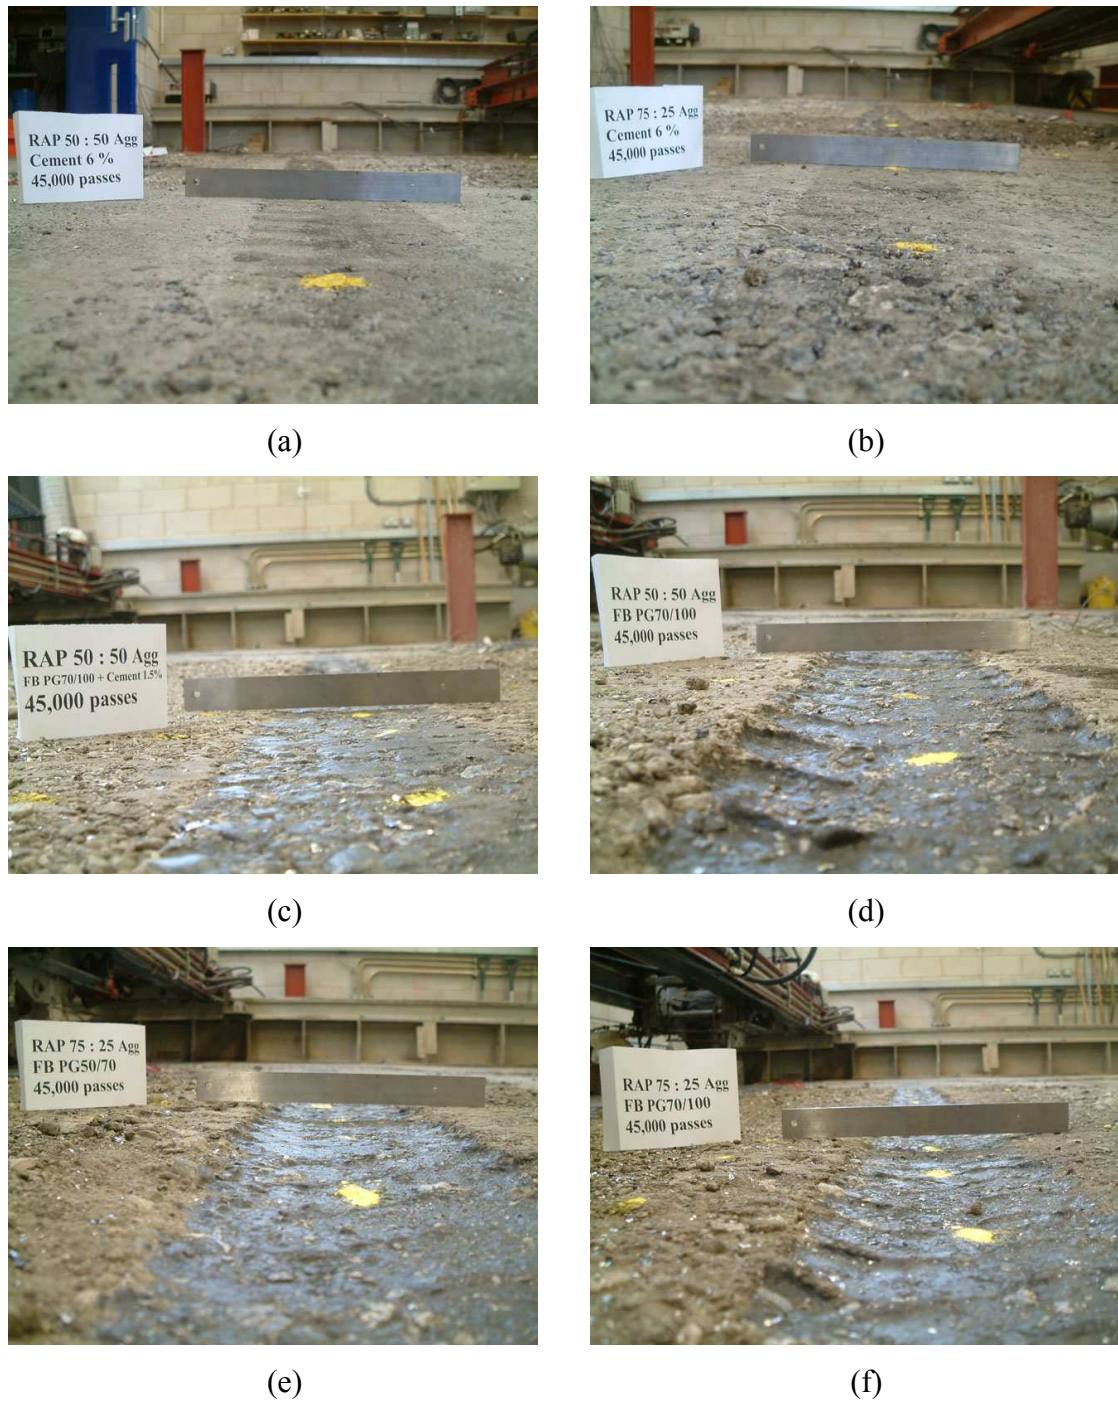 RAP 50 : 50 Agg
Cement 6 %
45,000 passes
(a)
RAP 75 : 25 Agg
Cement 6 %
45,000 passes
(b)
RAP 50 : 50 Agg
FB PG70/100 + Cement 1.5%
45,000 passes
(c)
RAP 50 : 50 Agg
FB PG70/100
45,000 passes
(d)
RAP 75 : 25 Agg
FB PG50/70
45,000 passes
(e)
RAP 75 : 25 Agg
FB PG70/100
45,000 passes
(f)